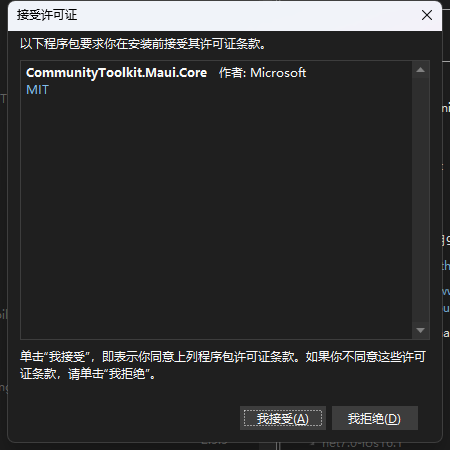 接受许可证
以下程序包要求你在安装前接受其许可证条款。
CommunityToolkit.Maui.Core 作者: Microsoft
MIT
单击“我接受”，即表示你同意上列程序包许可证条款。如果你不同意这些许可
证条款，请单击“我拒绝”。
我接受(A) 我拒绝(D)